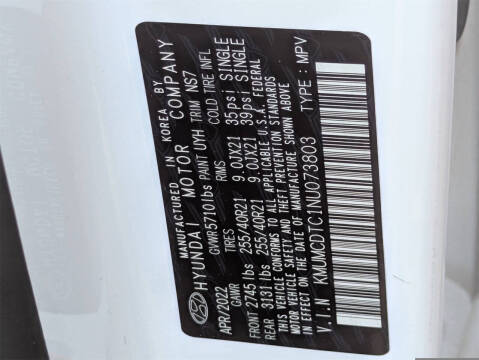 MANUFACTURED IN KOREA BY
HYUNDAI MOTOR COMPANY
APR/2022 GVWR5710lbs PAINT UYH TRIM NS7
GAWR TIRES RIMS COLD TIRE INFL
FRONT 2745 lbs 255/40R21 9.0JX21 35psi SINGLE
REAR 3131 lbs 255/40R21 9.0JX21 39psi SINGLE
THIS VEHICLE CONFORMS TO ALL APPLICABLE U.S.A. FEDERAL
MOTOR VEHICLE SAFETY AND THEFT PREVENTION STANDARDS
IN EFFECT ON THE DATE OF MANUFACTURE SHOWN ABOVE
V.I.N KMUMCDTC1NU073803 TYPE : MPV